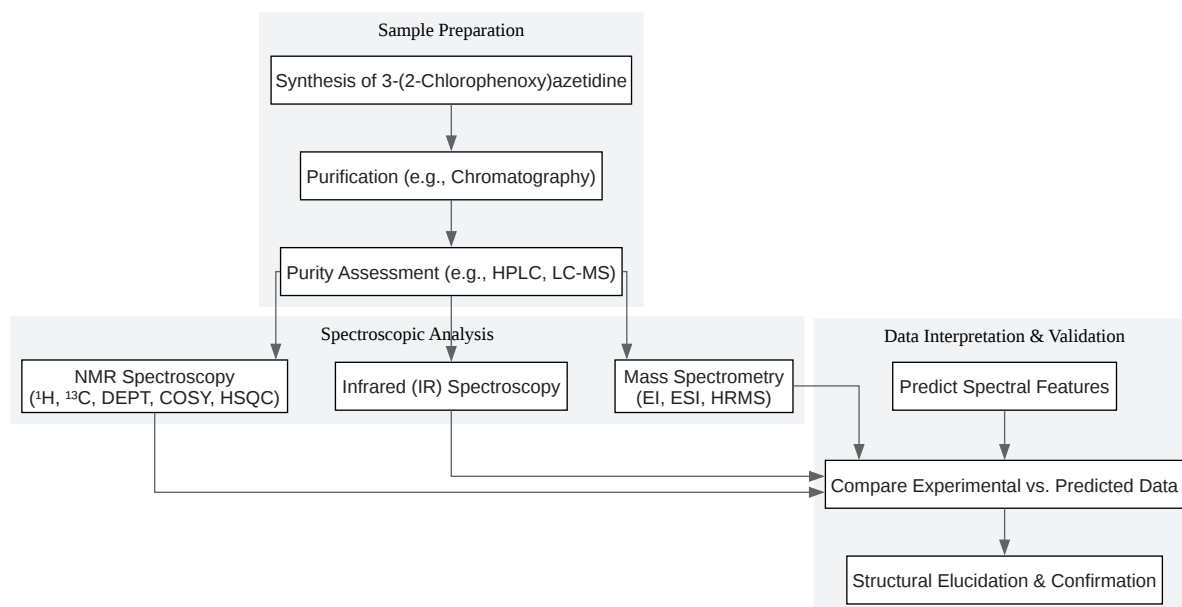 Sample Preparation
Synthesis of 3-(2-Chlorophenoxy)azetidine
Purification (e.g., Chromatography)
Purity Assessment (e.g., HPLC, LC-MS)
Spectroscopic Analysis
NMR Spectroscopy
(¹H, ¹³C, DEPT, COSY, HSQC)
Infrared (IR) Spectroscopy
Mass Spectrometry
(EI, ESI, HRMS)
Data Interpretation & Validation
Predict Spectral Features
Compare Experimental vs. Predicted Data
Structural Elucidation & Confirmation